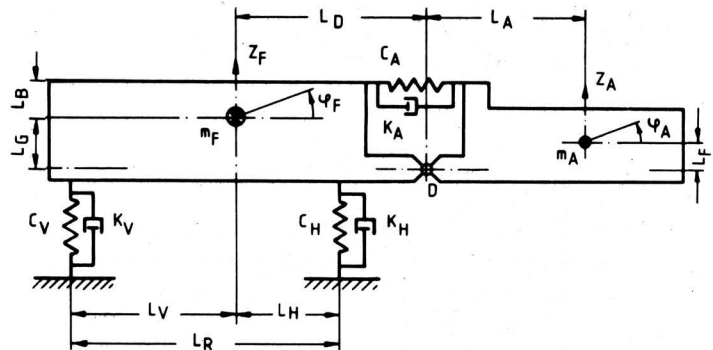 L_D L_A
C_A
Z_F Z_A
L_B φ_F K_A φ_A
m_F m_A L_F
L_G D
C_V K_V C_H K_H
L_V L_H
L_R